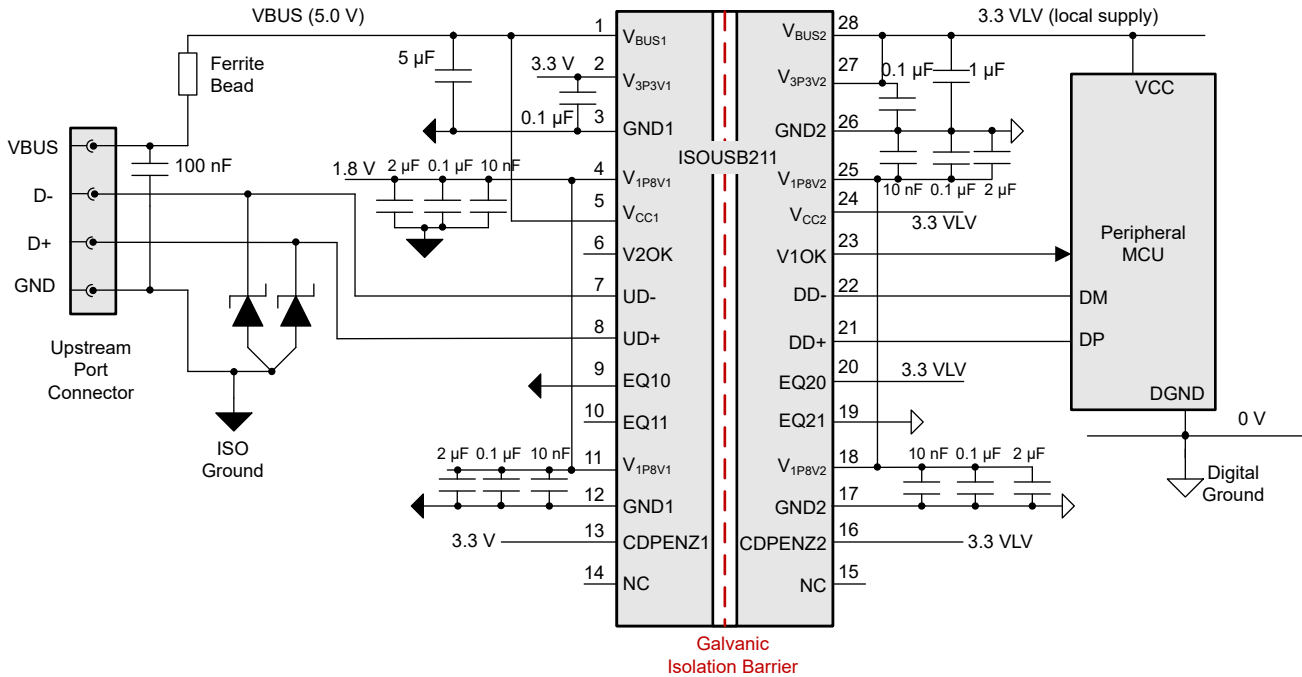 VBUS (5.0 V)
3.3 VLV (local supply)
Ferrite
Bead
5 µF
3.3 V
0.1 µF
100 nF
VBUS
D-
D+
GND
Upstream
Port
Connector
ISO
Ground
1.8 V
2 µF
0.1 µF
10 nF
2 µF
0.1 µF
10 nF
3.3 V
1
2
3
4
5
6
7
8
9
10
11
12
13
14
VBUS1
V3P3V1
GND1
V1P8V1
VCC1
V2OK
UD-
UD+
EQ10
EQ11
V1P8V1
GND1
CDPENZ1
NC
ISOUSB211
VBUS2
V3P3V2
GND2
V1P8V2
VCC2
V1OK
DD-
DD+
EQ20
EQ21
V1P8V2
GND2
CDPENZ2
NC
28
27
26
25
24
23
22
21
20
19
18
17
16
15
0.1 µF
1 µF
10 nF
0.1 µF
2 µF
3.3 VLV
3.3 VLV
10 nF
0.1 µF
2 µF
3.3 VLV
VCC
Peripheral
MCU
DM
DP
DGND
0 V
Digital
Ground
Galvanic
Isolation Barrier